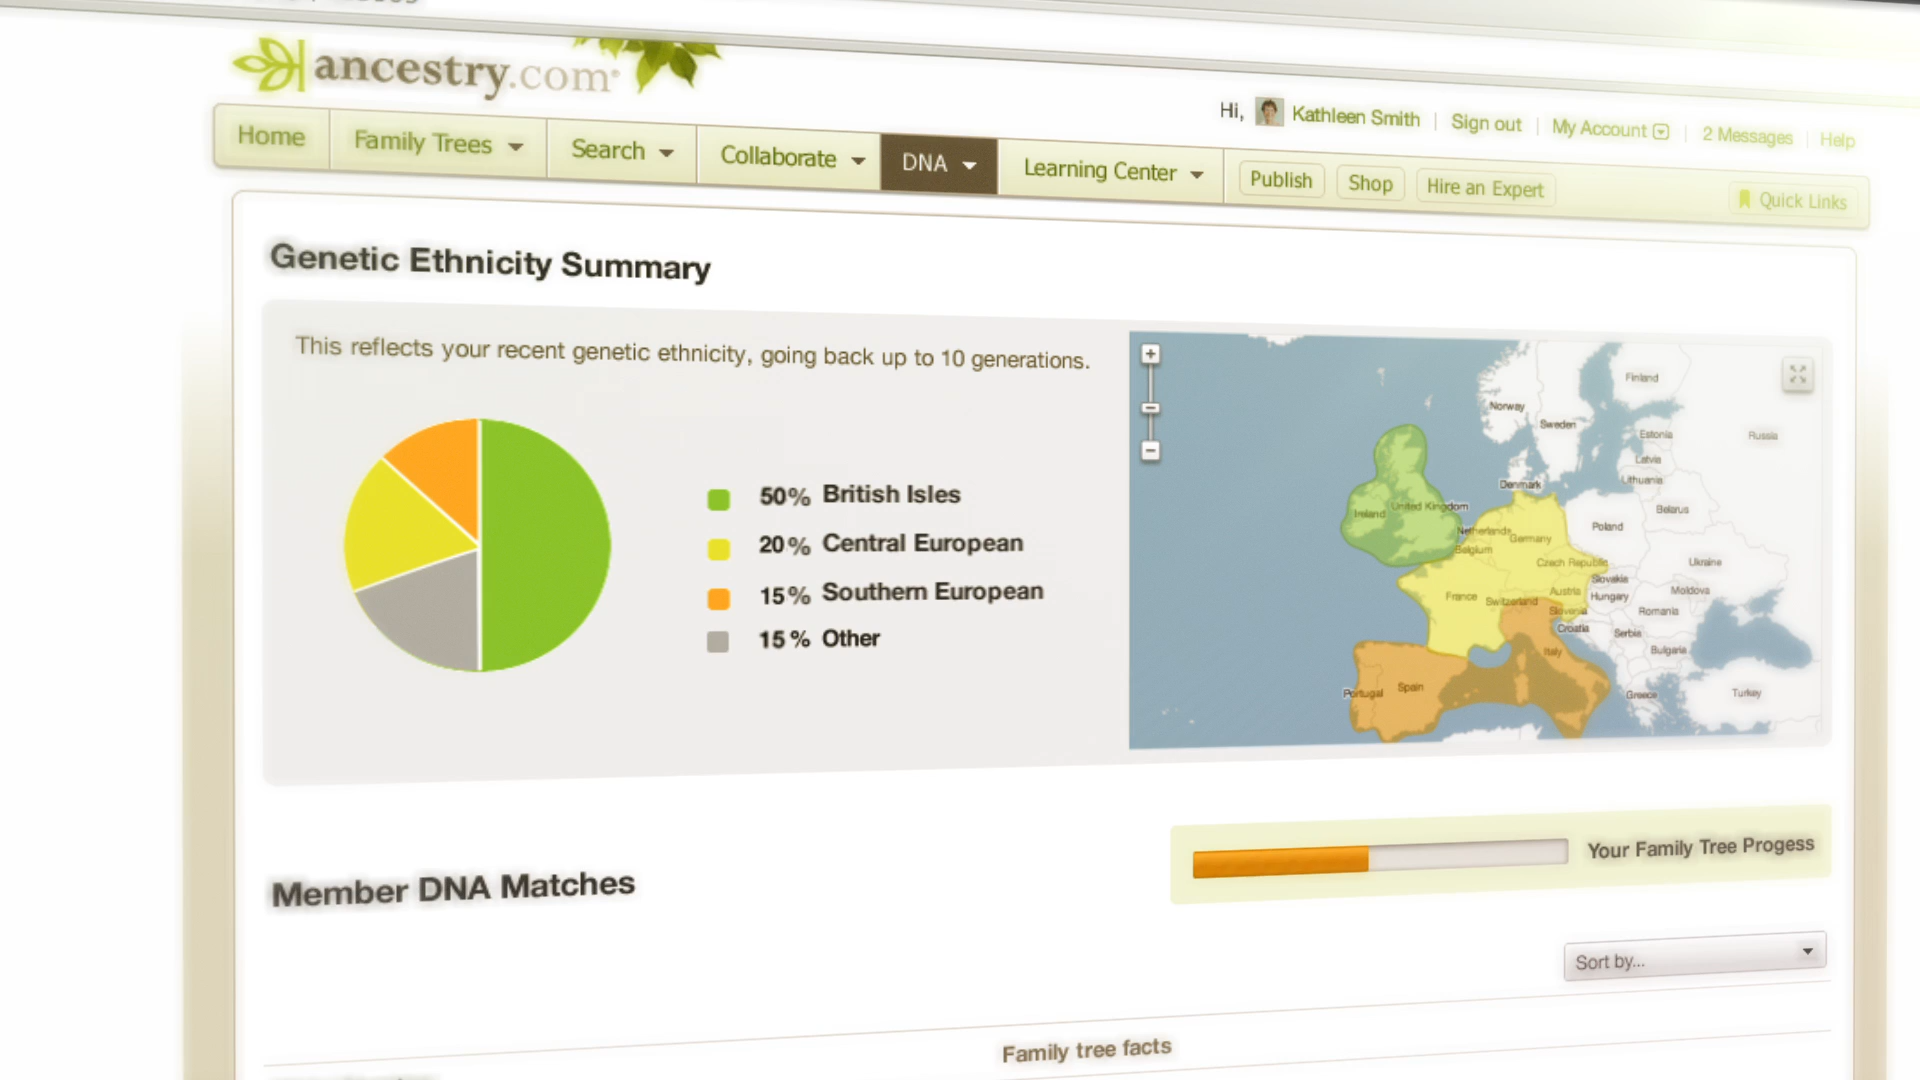 ancestry.com
Hi, Kathleen Smith | Sign out | My Account | 2 Messages | Help
Home Family Trees Search Collaborate DNA Learning Center Publish Shop Hire an Expert Quick Links
Genetic Ethnicity Summary
This reflects your recent genetic ethnicity, going back up to 10 generations.
50% British Isles
20% Central European
15% Southern European
15% Other
Finland
Norway
Sweden
Russia
Estonia
Latvia
Lithuania
Denmark
Belarus
Ireland
United Kingdom
Poland
Netherlands
Germany
Belgium
Czech Republic
Ukraine
Slovakia
France
Switzerland
Austria
Hungary
Moldova
Slovenia
Romania
Croatia
Serbia
Italy
Bulgaria
Portugal
Spain
Greece
Turkey
Your Family Tree Progess
Member DNA Matches
Sort by...
Family tree facts